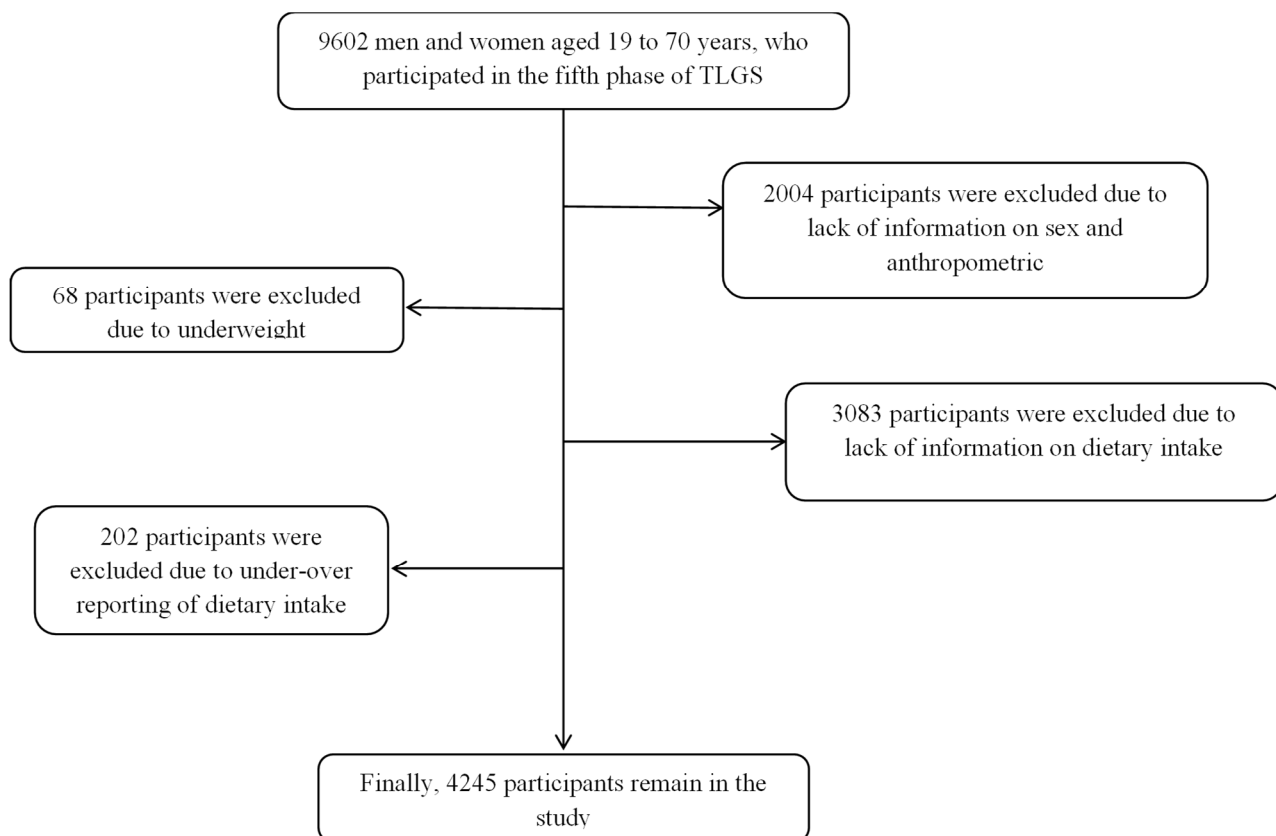 9602 men and women aged 19 to 70 years, who
participated in the fifth phase of TLGS
2004 participants were excluded due to
lack of information on sex and
anthropometric
68 participants were excluded
due to underweight
3083 participants were excluded due to
lack of information on dietary intake
202 participants were
excluded due to under-over
reporting of dietary intake
Finally, 4245 participants remain in the
study